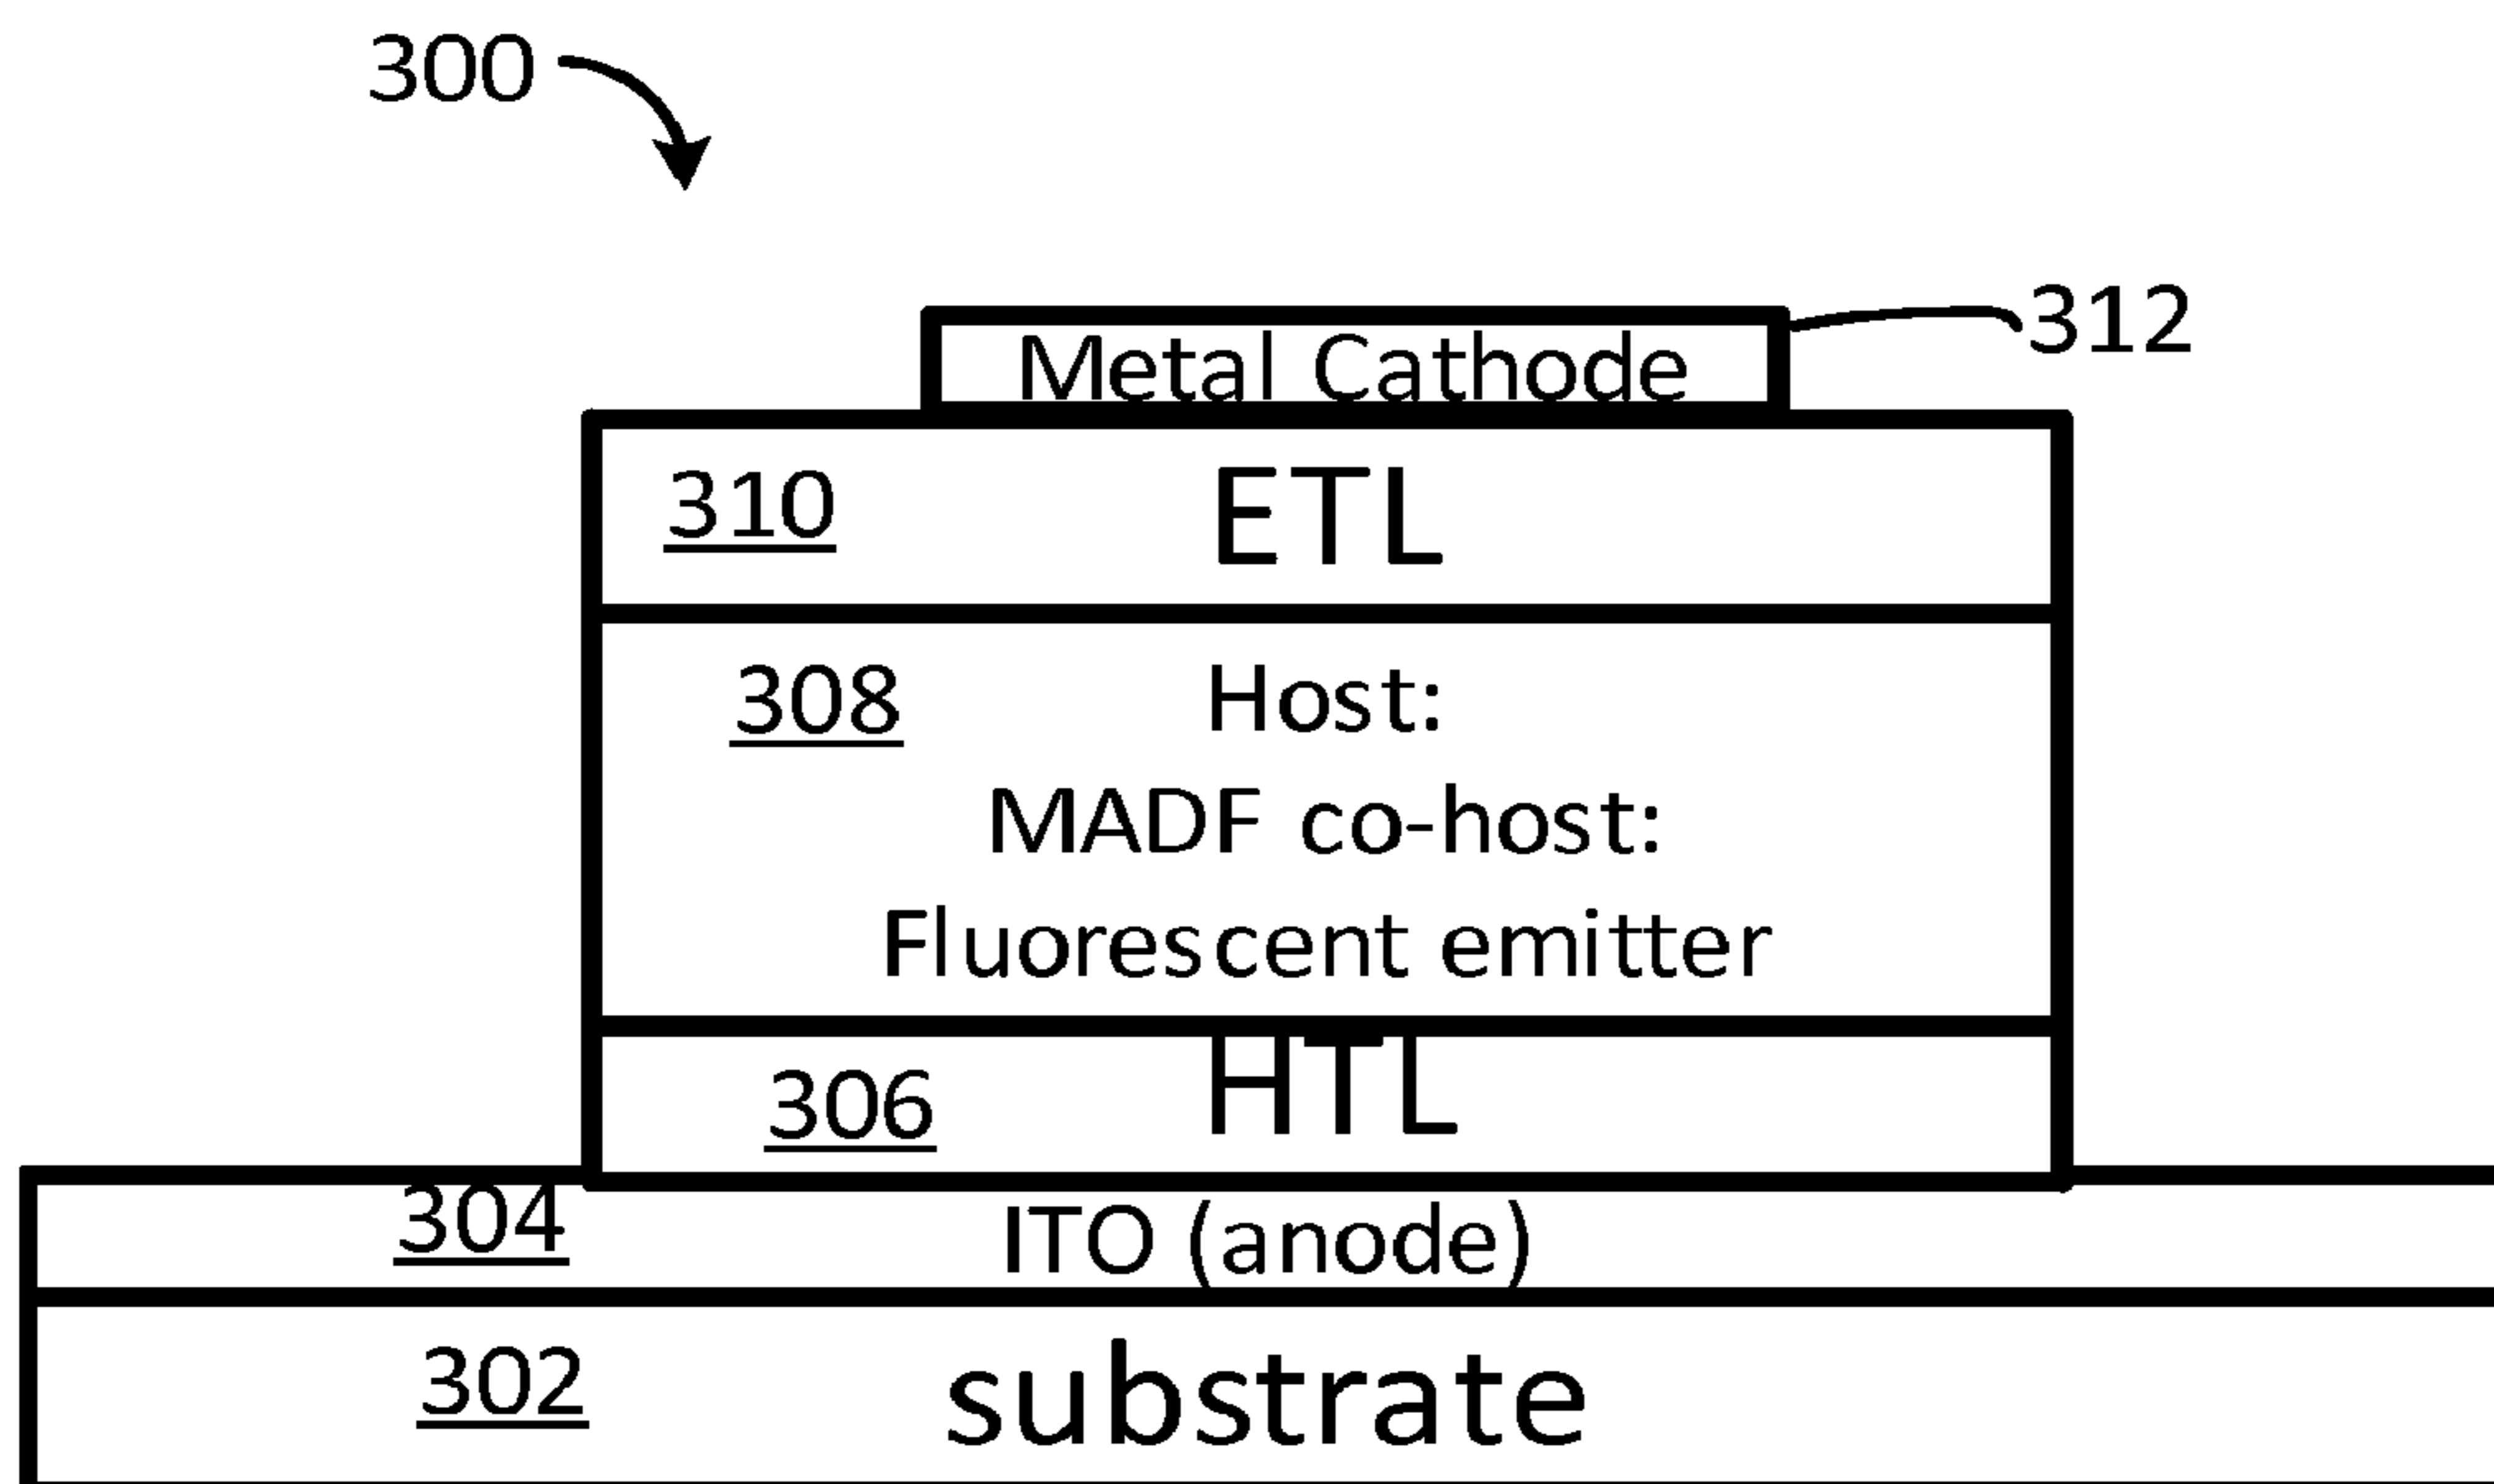 300
312
Metal Cathode
310 ETL
308 Host:
MADF co-host:
Fluorescent emitter
306 HTL
304 ITO (anode)
302 substrate